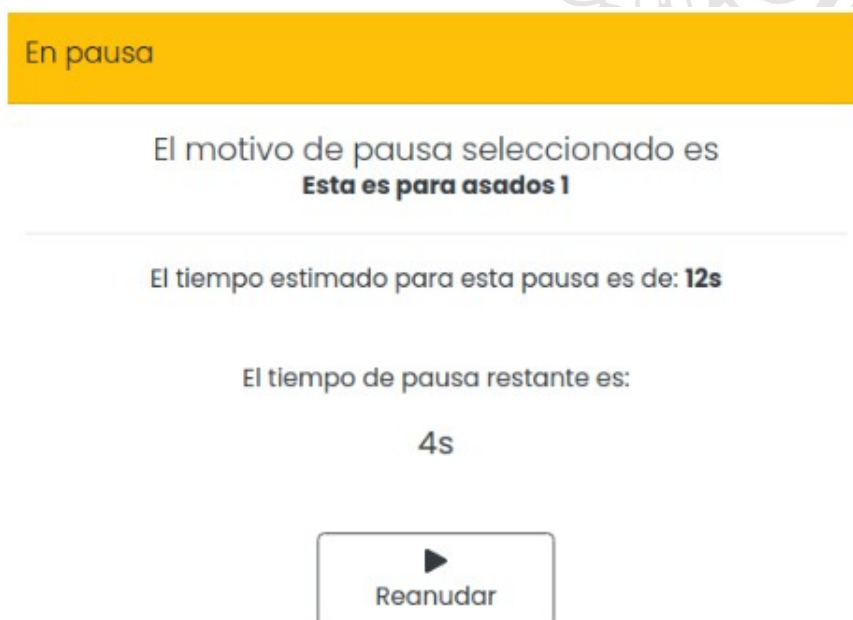 En pausa
El motivo de pausa seleccionado es
Esta es para asados 1
El tiempo estimado para esta pausa es de: 12s
El tiempo de pausa restante es:
4s
Reanudar